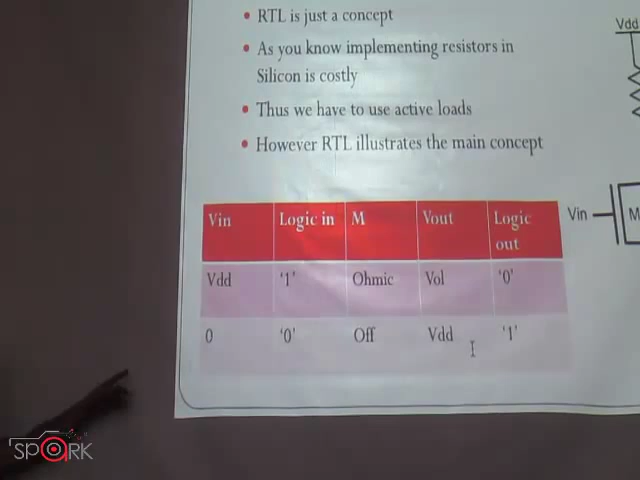 • RTL is just a concept
Vdd
• As you know implementing resistors in
Silicon is costly
• Thus we have to use active loads
• However RTL illustrates the main concept
Vin Logic in M Vout Logic out
Vdd '1' Ohmic Vol '0'
0 '0' Off Vdd '1'
Vin
M
SPARK